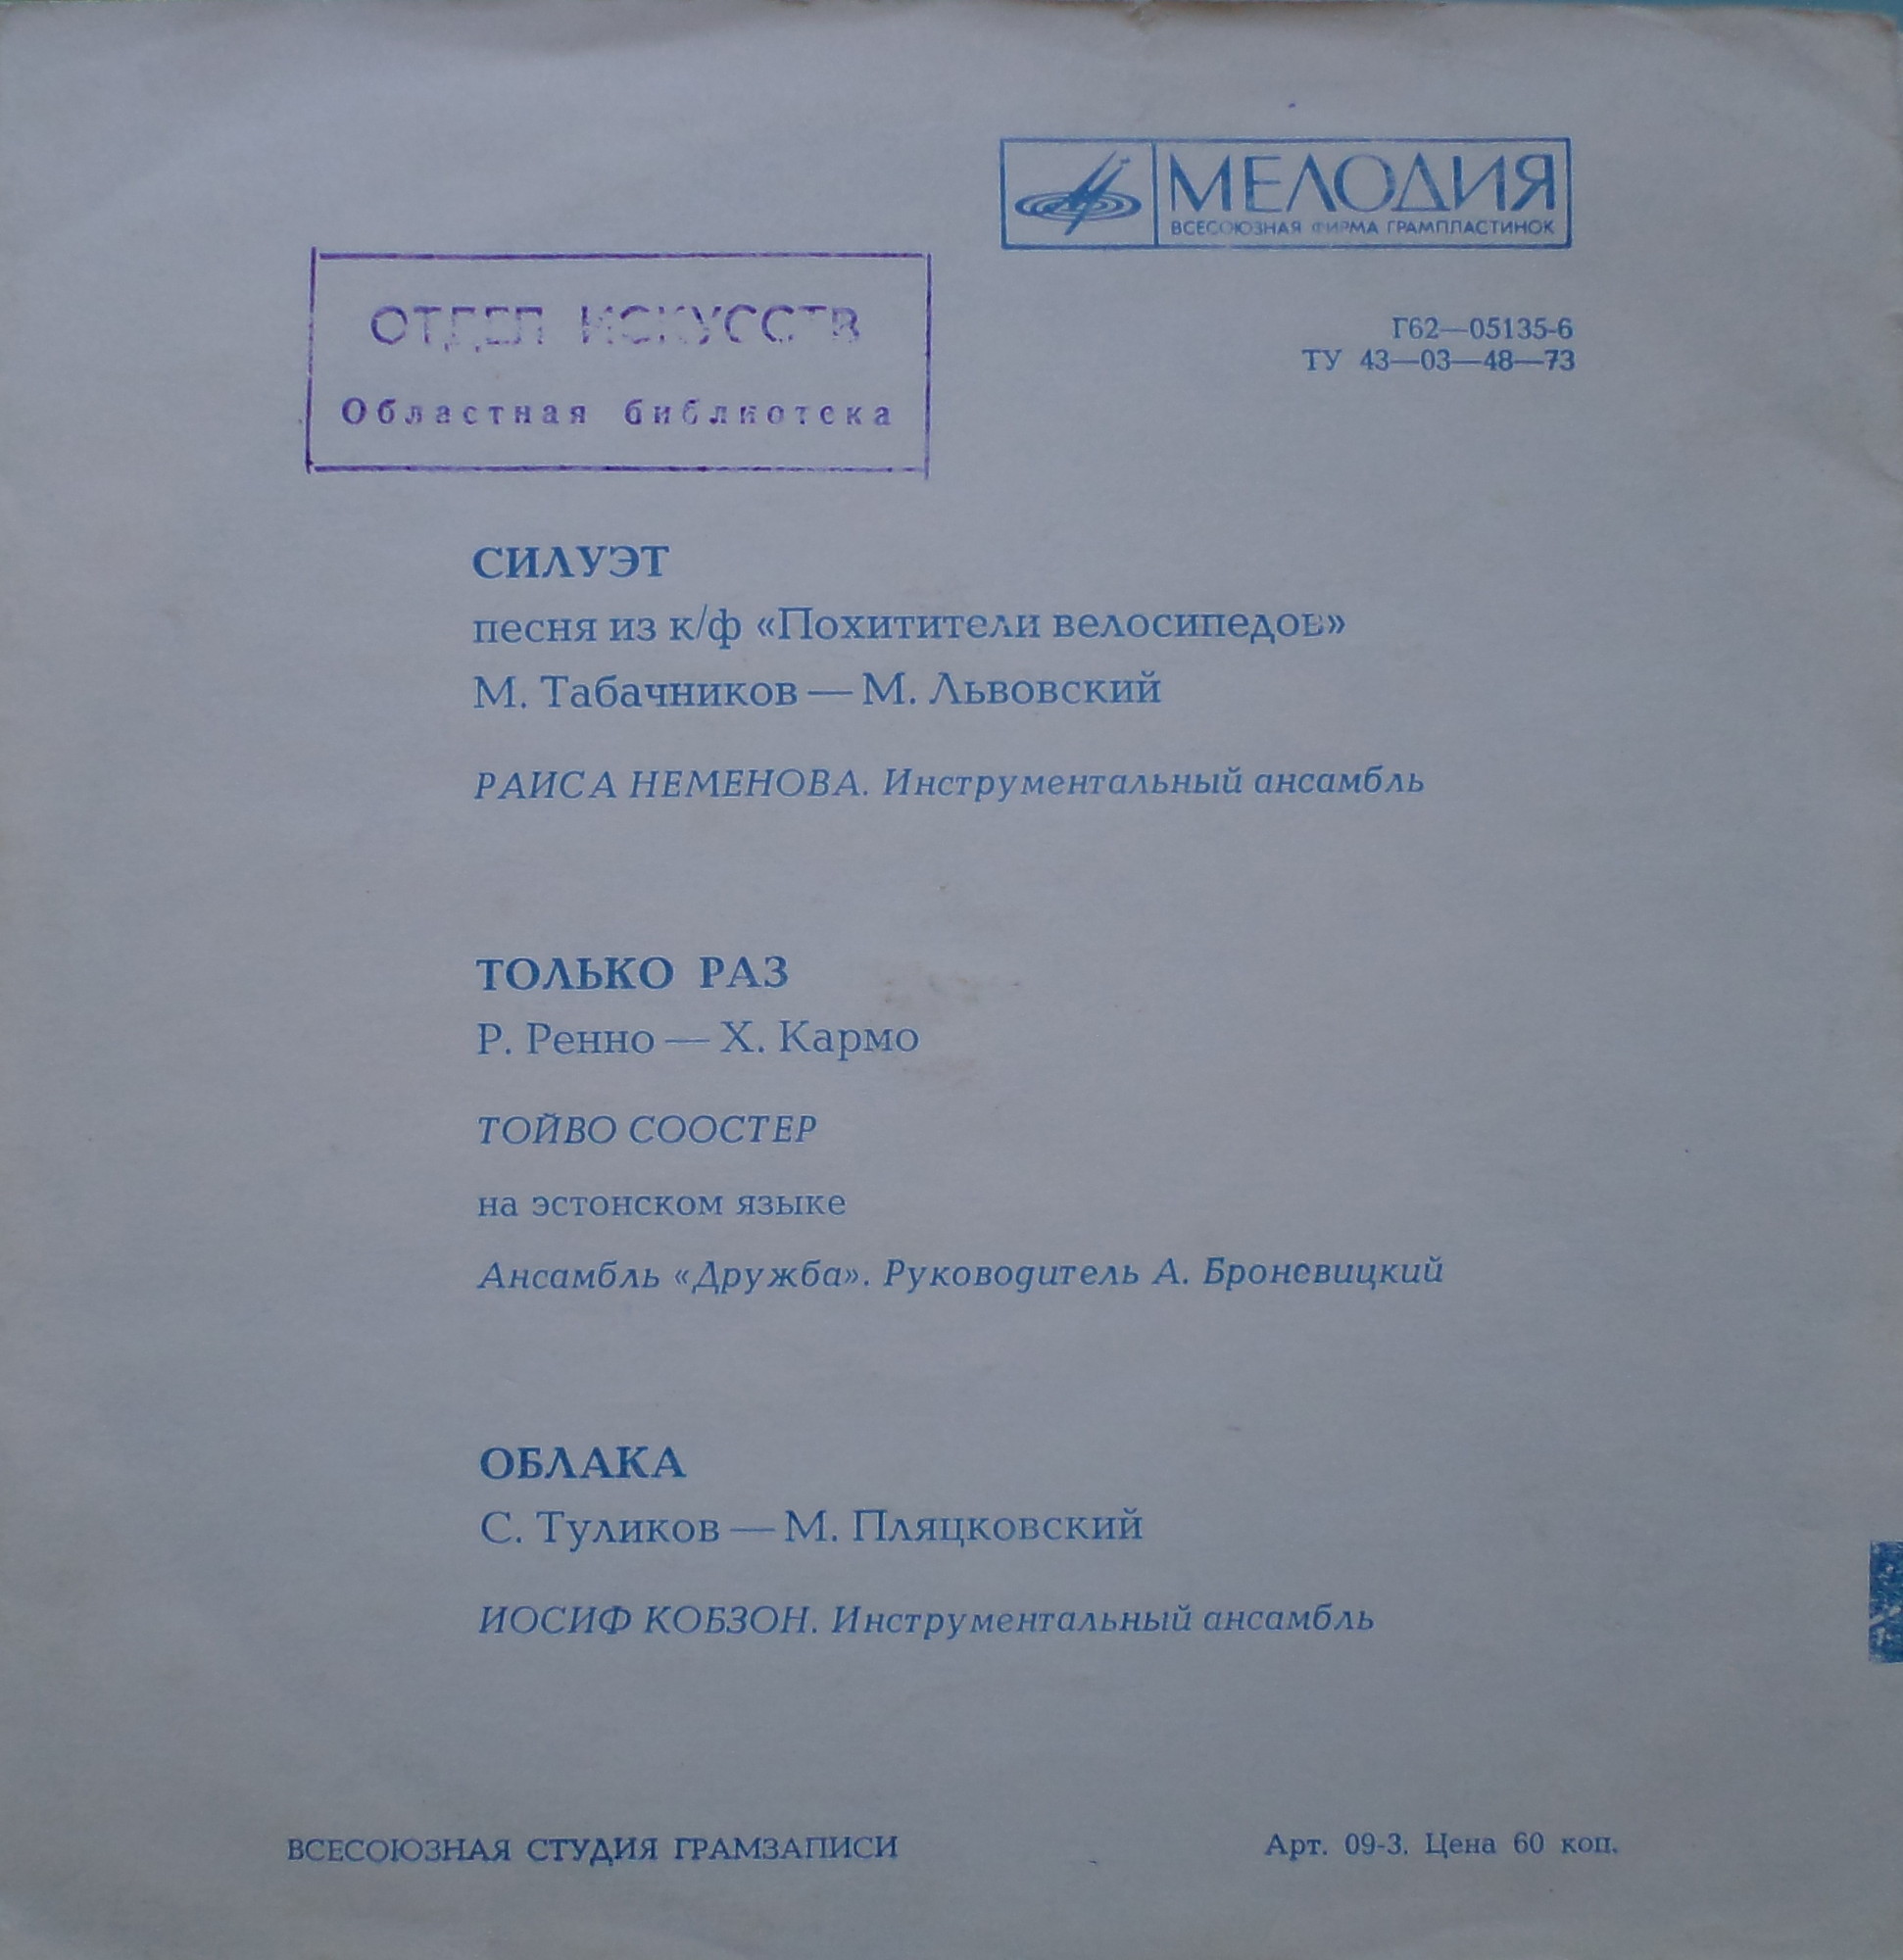 МЕЛОДИЯ
ВСЕСОЮЗНАЯ ФИРМА ГРАМПЛАСТИНОК
ОТДЕЛ ИСКУССТВ
Областная библиотека
Г62—05135-6
ТУ 43—03—48—73
СИЛУЭТ
песня из к/ф «Похитители велосипедов»
М. Табачников — М. Львовский
РАИСА НЕМЕНОВА. Инструментальный ансамбль
ТОЛЬКО РАЗ
Р. Ренно — Х. Кармо
ТОЙВО СООСТЕР
на эстонском языке
Ансамбль «Дружба». Руководитель А. Броневицкий
ОБЛАКА
С. Туликов — М. Пляцковский
ИОСИФ КОБЗОН. Инструментальный ансамбль
ВСЕСОЮЗНАЯ СТУДИЯ ГРАМЗАПИСИ
Арт. 09-3. Цена 60 коп.